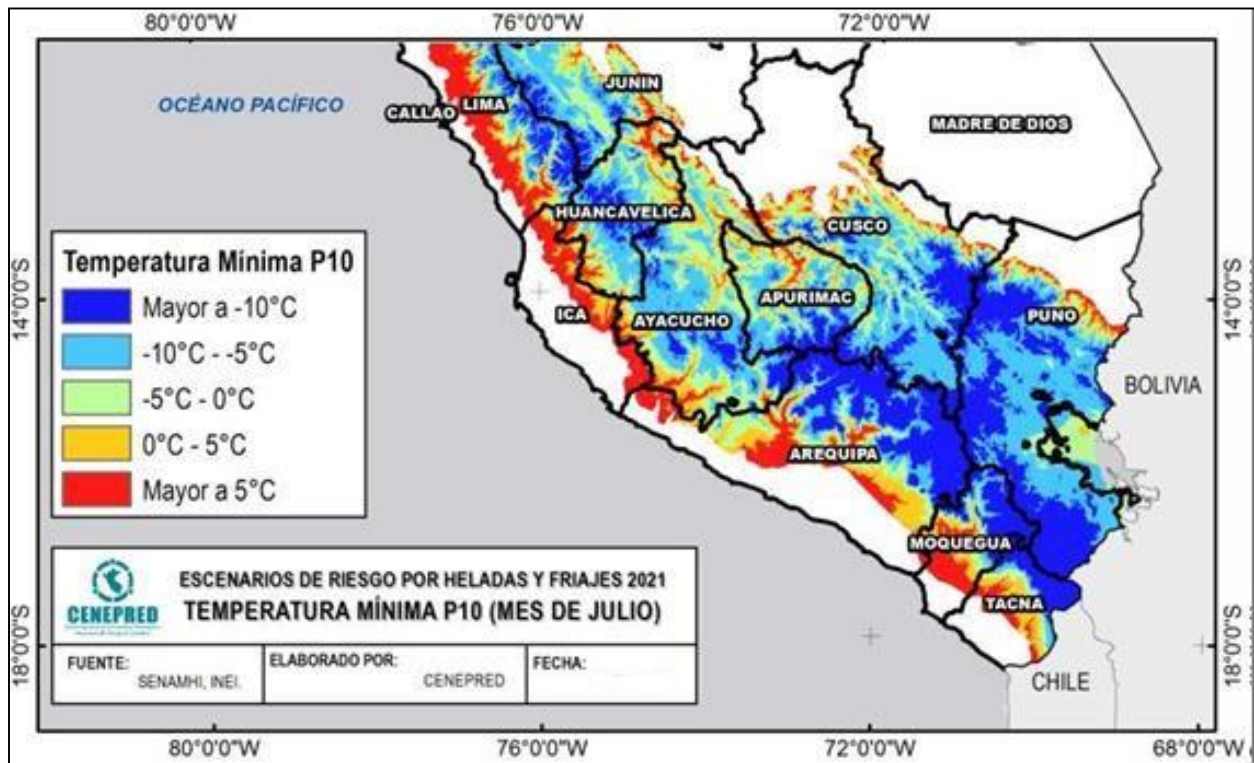 80°0'0"W 76°0'0"W 72°0'0"W
OCÉANO PACÍFICO
CALLAO
LIMA
JUNIN
MADRE DE DIOS
HUANCAVELICA
CUSCO
14°0'0"S
14°0'0"S
ICA
AYACUCHO
APURIMAC
PUNO
BOLIVIA
AREQUIPA
MOQUEGUA
TACNA
CHILE
18°0'0"S
18°0'0"S
Temperatura Mínima P10
Mayor a -10°C
-10°C - -5°C
-5°C - 0°C
0°C - 5°C
Mayor a 5°C
CENEPRED
ESCENARIOS DE RIESGO POR HELADAS Y FRIAJES 2021
TEMPERATURA MÍNIMA P10 (MES DE JULIO)
FUENTE:
SENAMHI, INEI.
ELABORADO POR:
CENEPRED
FECHA:
80°0'0"W 76°0'0"W 72°0'0"W 68°0'0"W